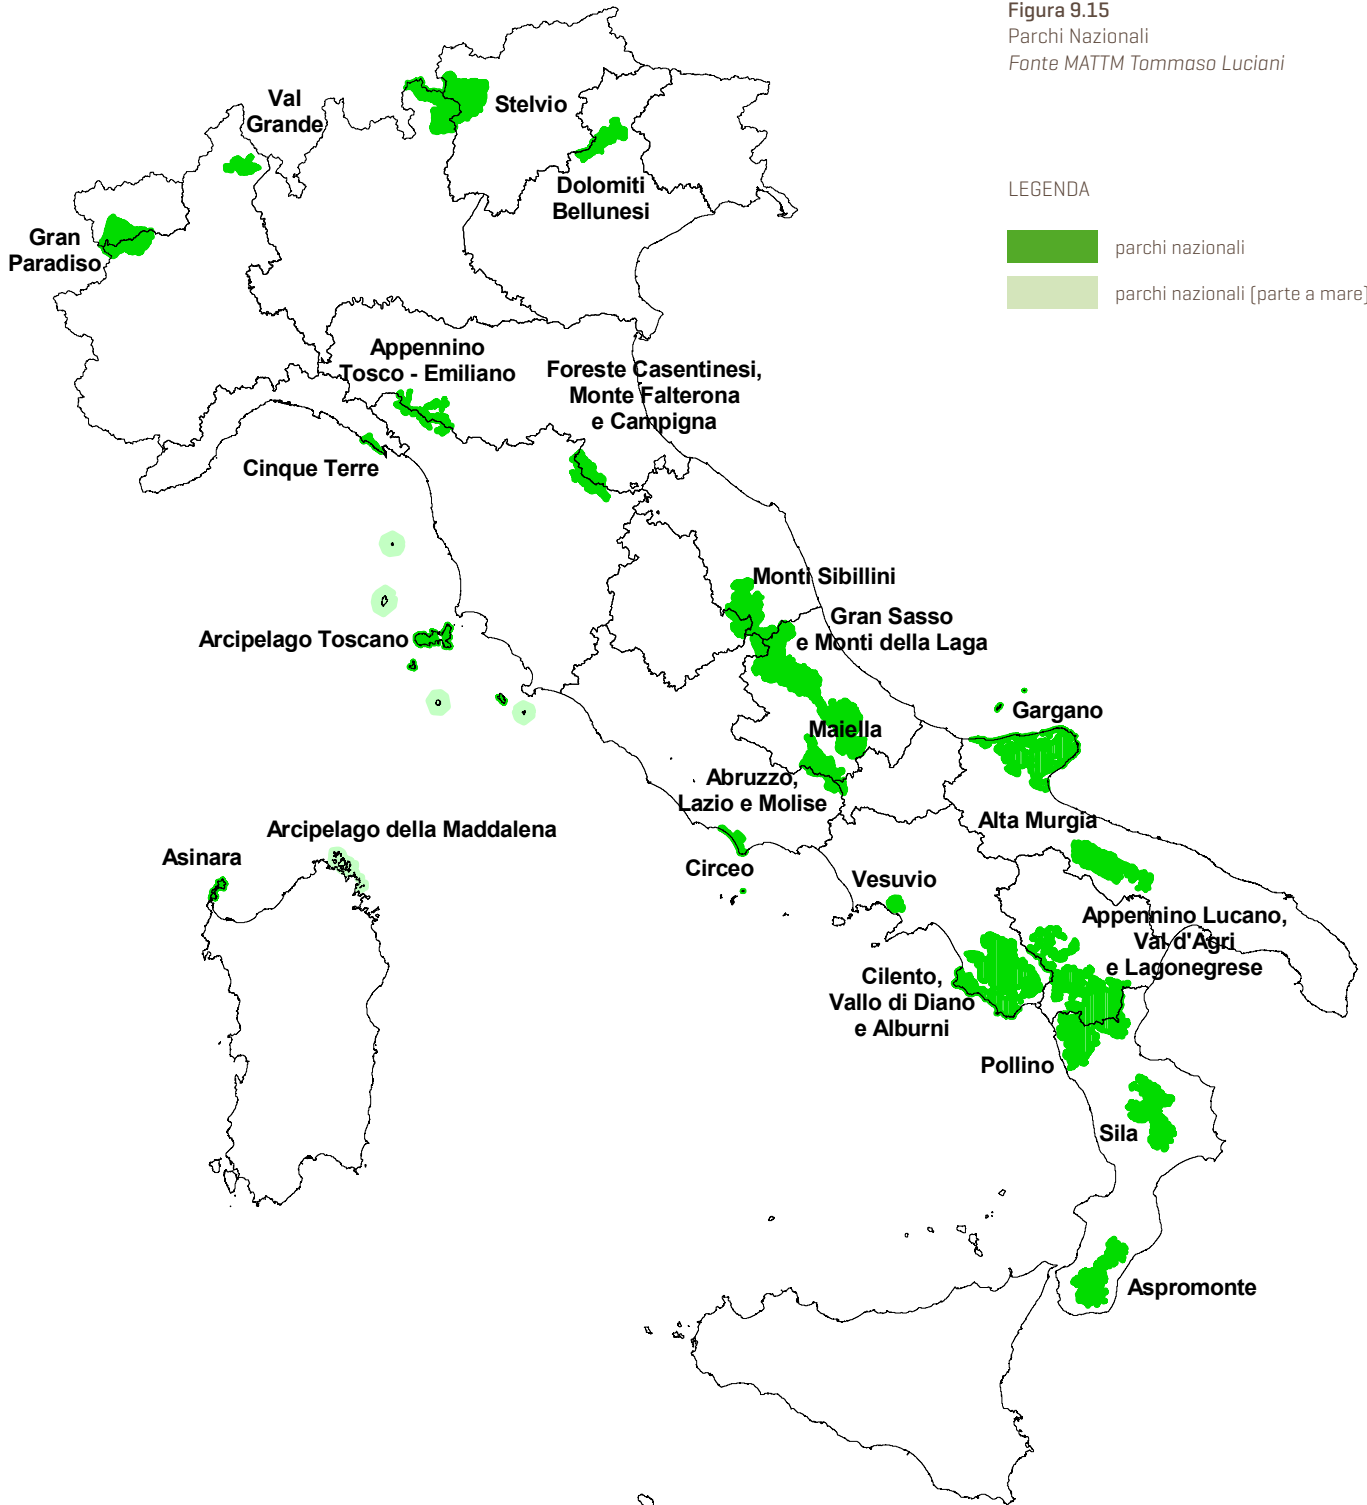 Figura 9.15
Parchi Nazionali
Fonte MATTM Tommaso Luciani
LEGENDA
parchi nazionali
parchi nazionali (parte a mare)
Val
Grande
Stelvio
Dolomiti
Bellunesi
Gran
Paradiso
Appennino
Tosco - Emiliano
Foreste Casentinesi,
Monte Falterona
e Campigna
Cinque Terre
Monti Sibillini
Gran Sasso
e Monti della Laga
Arcipelago Toscano
Gargano
Maiella
Abruzzo,
Lazio e Molise
Alta Murgia
Arcipelago della Maddalena
Asinara
Circeo
Vesuvio
Appennino Lucano,
Val d'Agri
e Lagonegrese
Cilento,
Vallo di Diano
e Alburni
Pollino
Sila
Aspromonte